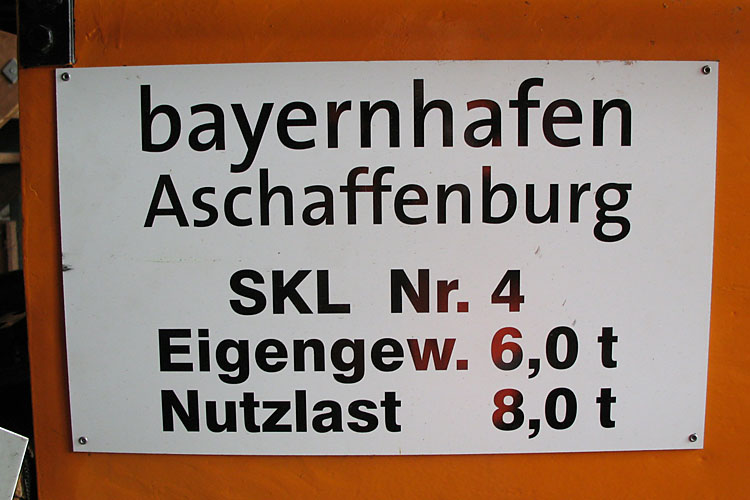 bayernhafen
Aschaffenburg
SKL Nr. 4
Eigengew. 6,0 t
Nutzlast 8,0 t